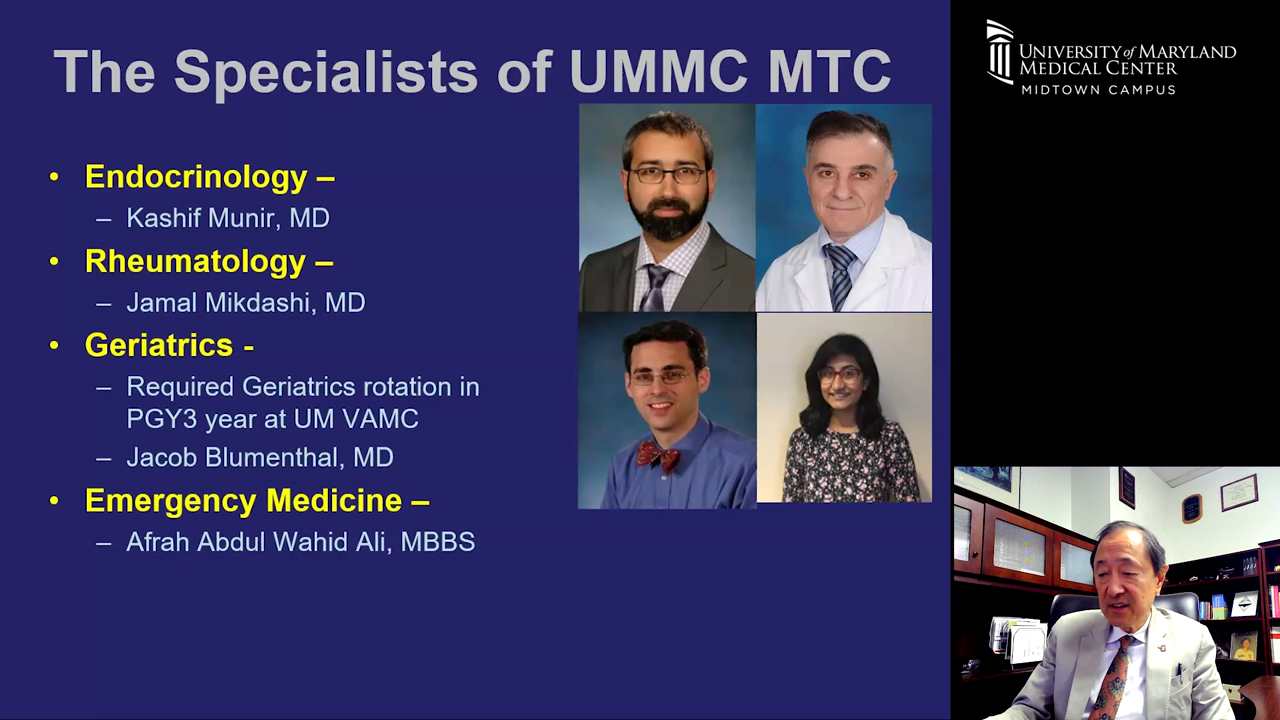 The Specialists of UMMC MTC
• Endocrinology –
– Kashif Munir, MD
• Rheumatology –
– Jamal Mikdashi, MD
• Geriatrics -
– Required Geriatrics rotation in
PGY3 year at UM VAMC
– Jacob Blumenthal, MD
• Emergency Medicine –
– Afrah Abdul Wahid Ali, MBBS
UNIVERSITY of MARYLAND
MEDICAL CENTER
MIDTOWN CAMPUS